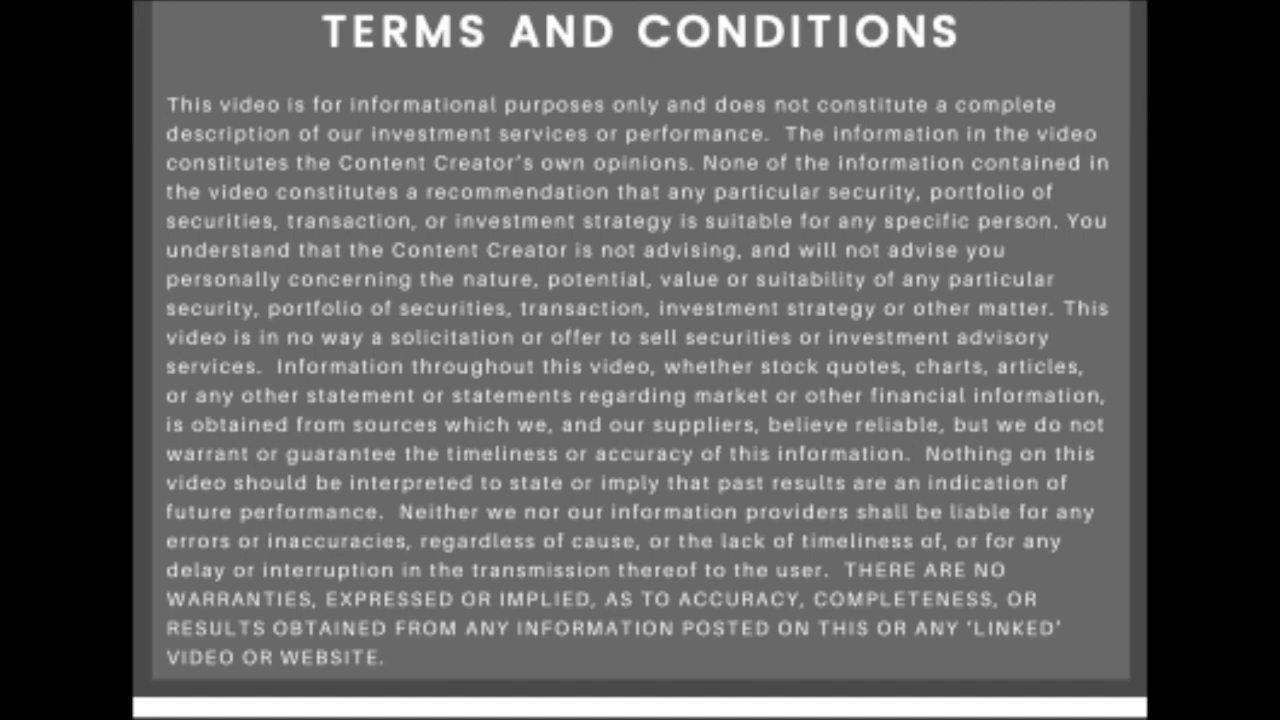 TERMS AND CONDITIONS
This video is for informational purposes only and does not constitute a complete
description of our investment services or performance.  The information in the video
constitutes the Content Creator's own opinions. None of the information contained in
the video constitutes a recommendation that any particular security, portfolio of
securities, transaction, or investment strategy is suitable for any specific person. You
understand that the Content Creator is not advising, and will not advise you
personally concerning the nature, potential, value or suitability of any particular
security, portfolio of securities, transaction, investment strategy or other matter. This
video is in no way a solicitation or offer to sell securities or investment advisory
services.  Information throughout this video, whether stock quotes, charts, articles,
or any other statement or statements regarding market or other financial information,
is obtained from sources which we, and our suppliers, believe reliable, but we do not
warrant or guarantee the timeliness or accuracy of this information.  Nothing on this
video should be interpreted to state or imply that past results are an indication of
future performance.  Neither we nor our information providers shall be liable for any
errors or inaccuracies, regardless of cause, or the lack of timeliness of, or for any
delay or interruption in the transmission thereof to the user.  THERE ARE NO
WARRANTIES, EXPRESSED OR IMPLIED, AS TO ACCURACY, COMPLETENESS, OR
RESULTS OBTAINED FROM ANY INFORMATION POSTED ON THIS OR ANY 'LINKED'
VIDEO OR WEBSITE.